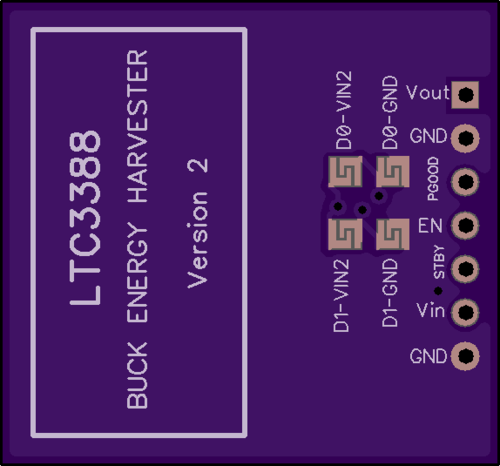 LTC3388
BUCK ENERGY HARVESTER
Version 2
D0-VIN2
D0-GND
D1-VIN2
D1-GND
Vout
GND
PGOOD
EN
STBY
Vin
GND